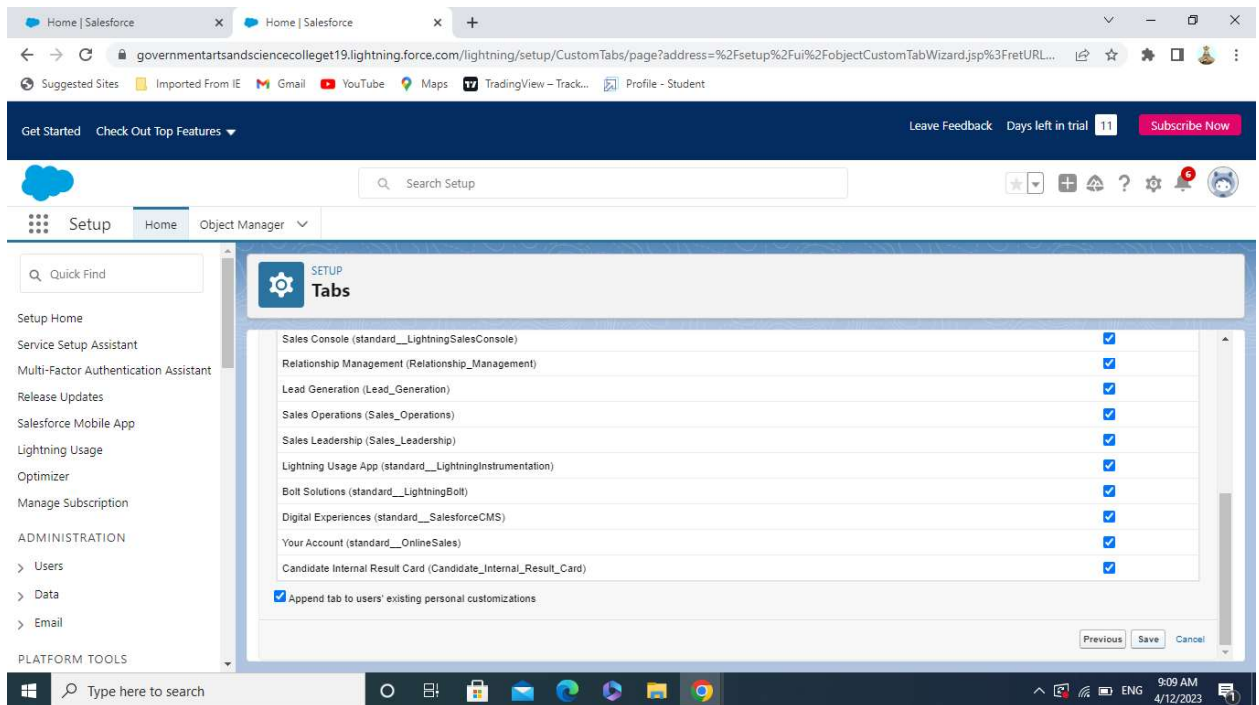 Home | Salesforce
Home | Salesforce
governmentartsandsciencecolleget19.lightning.force.com/lightning/setup/CustomTabs/page?address=%2Fsetup%2Fui%2FobjectCustomTabWizard.jsp%3FretURL...
Suggested Sites Imported From IE Gmail YouTube Maps TradingView – Track... Profile - Student
Get Started Check Out Top Features Leave Feedback Days left in trial 11 Subscribe Now
Search Setup
6
Setup Home Object Manager
Quick Find
Setup Home
Service Setup Assistant
Multi-Factor Authentication Assistant
Release Updates
Salesforce Mobile App
Lightning Usage
Optimizer
Manage Subscription
ADMINISTRATION
Users
Data
Email
PLATFORM TOOLS
SETUP
Tabs
Sales Console (standard__LightningSalesConsole)
Relationship Management (Relationship_Management)
Lead Generation (Lead_Generation)
Sales Operations (Sales_Operations)
Sales Leadership (Sales_Leadership)
Lightning Usage App (standard__LightningInstrumentation)
Bolt Solutions (standard__LightningBolt)
Digital Experiences (standard__SalesforceCMS)
Your Account (standard__OnlineSales)
Candidate Internal Result Card (Candidate_Internal_Result_Card)
Append tab to users' existing personal customizations
Previous Save Cancel
Type here to search
ENG
9:09 AM
4/12/2023